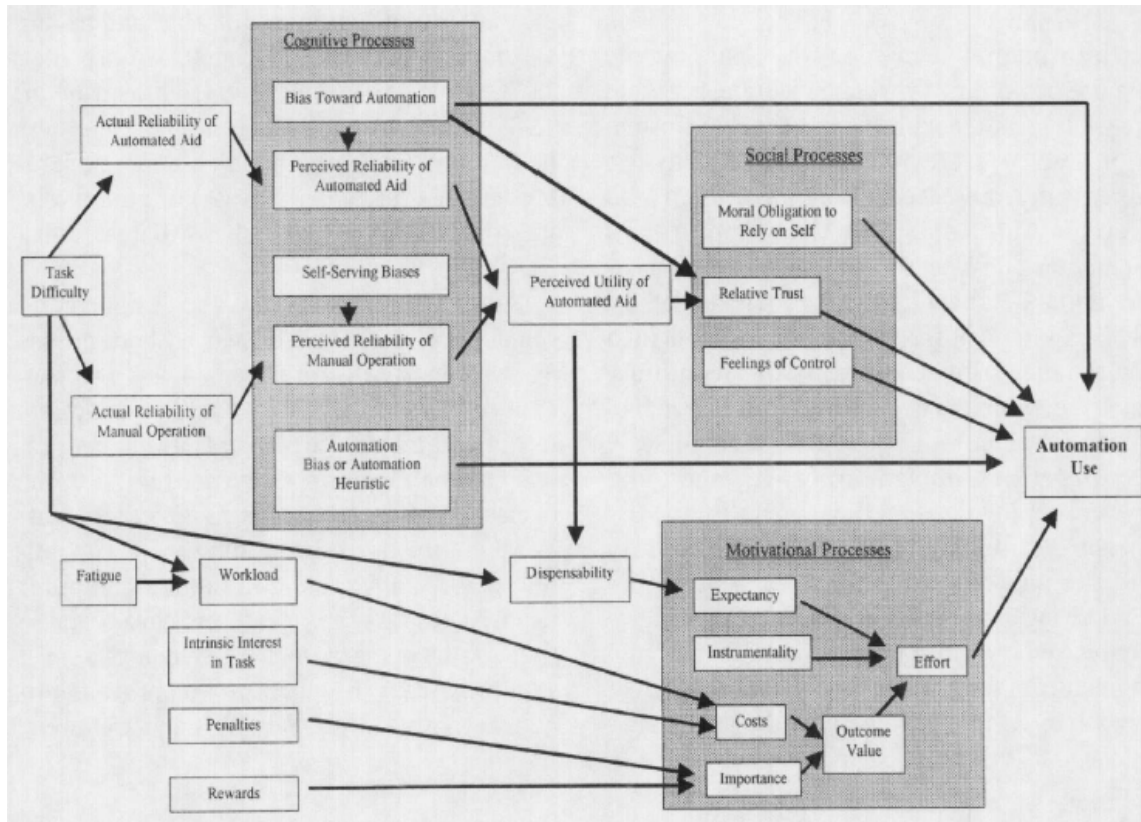 Cognitive Processes
Bias Toward Automation
Actual Reliability of
Automated Aid
Perceived Reliability of
Automated Aid
Self-Serving Biases
Perceived Reliability of
Manual Operation
Automation
Bias or Automation
Heuristic
Task
Difficulty
Actual Reliability of
Manual Operation
Perceived Utility of
Automated Aid
Social Processes
Moral Obligation to
Rely on Self
Relative Trust
Feelings of Control
Automation
Use
Fatigue
Workload
Dispensability
Intrinsic Interest
in Task
Penalties
Rewards
Motivational Processes
Expectancy
Instrumentality
Effort
Costs
Outcome
Value
Importance